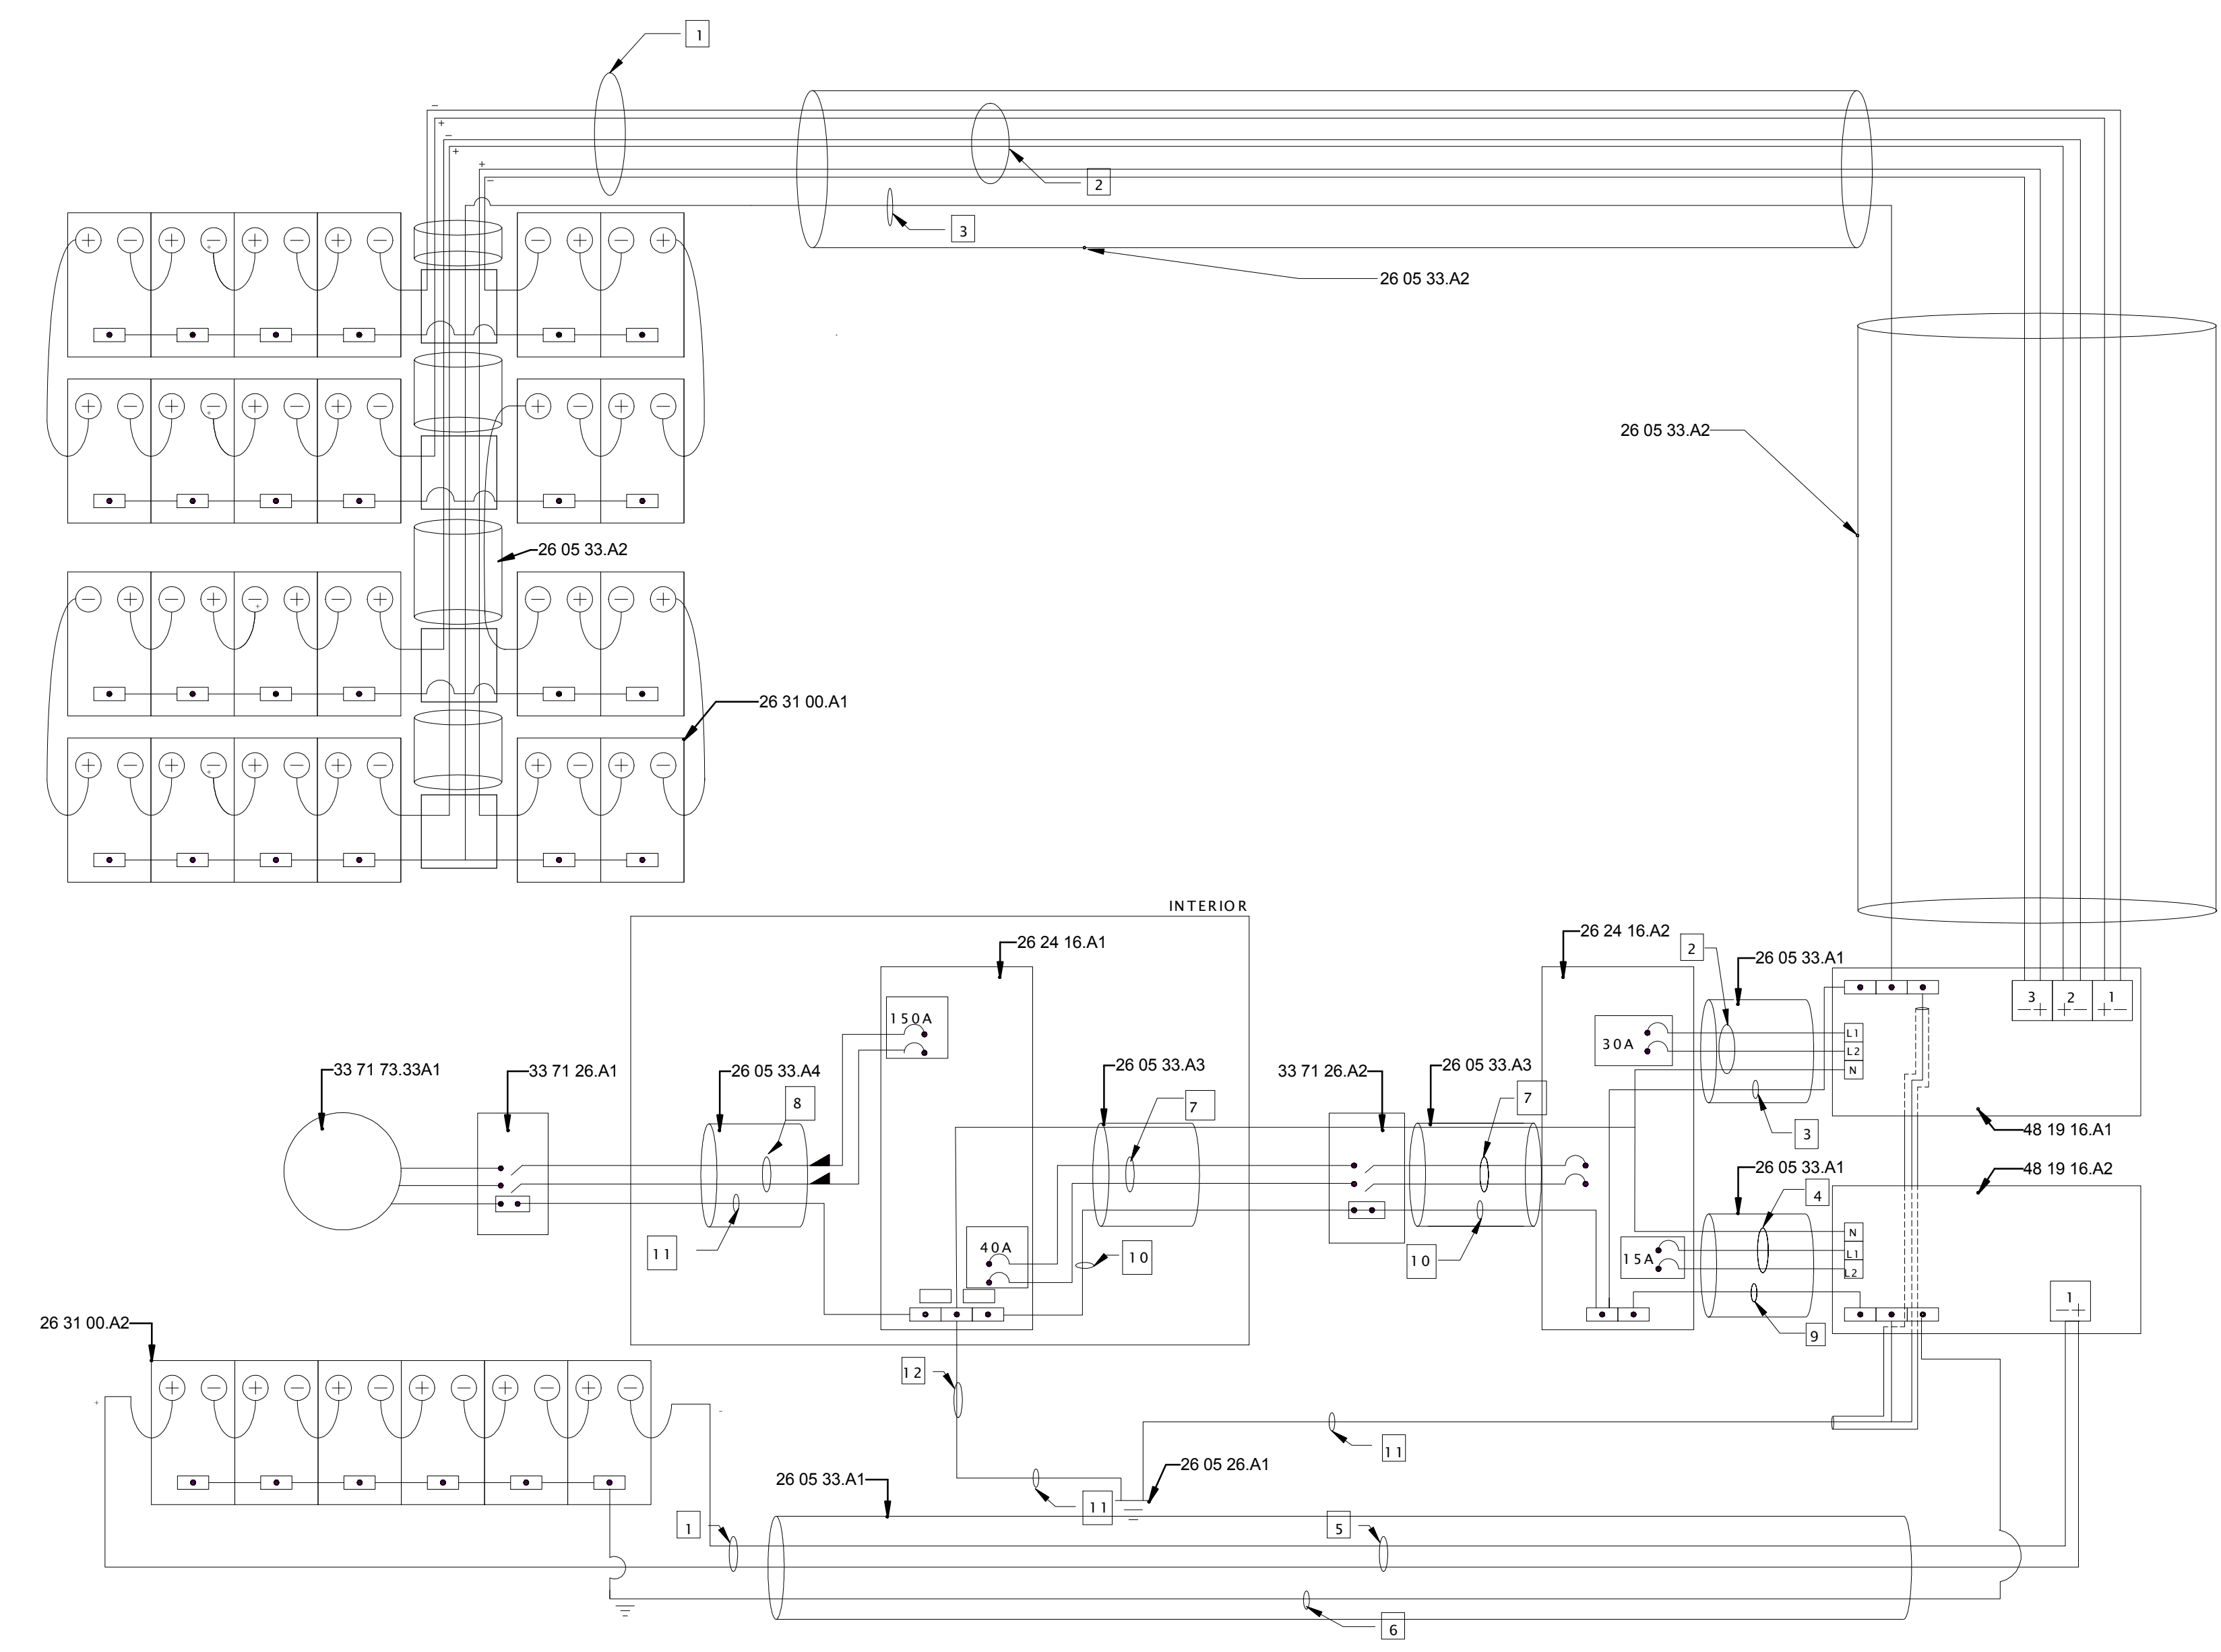 1
2
3
26 05 33.A2
26 05 33.A2
26 05 33.A2
26 31 00.A1
INTERIOR
26 24 16.A1
26 24 16.A2
2
26 05 33.A1
3 2 1
150A
30A
L1
L2
N
33 71 73.33A1
33 71 26.A1
26 05 33.A4
8
26 05 33.A3
7
33 71 26.A2
26 05 33.A3
7
3
48 19 16.A1
26 05 33.A1
48 19 16.A2
4
11
40A
10
10
N
L1
L2
15A
1
9
26 31 00.A2
12
11
26 05 33.A1
26 05 26.A1
11
1
5
6